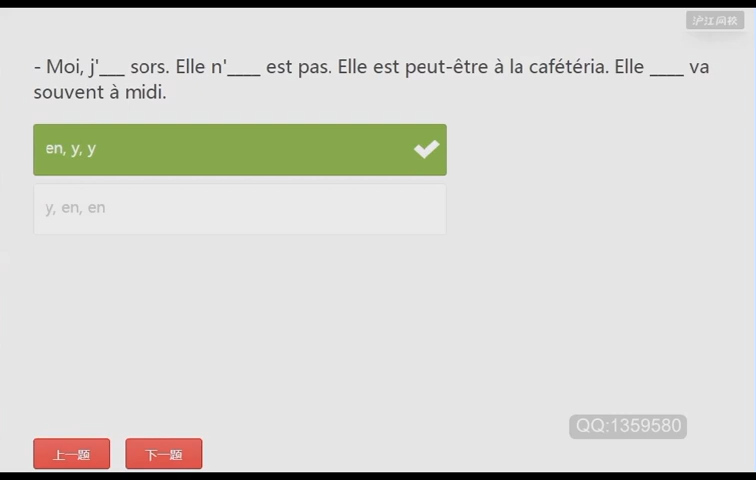 沪江网校
- Moi, j'___ sors. Elle n'____ est pas. Elle est peut-être à la cafétéria. Elle ____ va
souvent à midi.
en, y, y
y, en, en
QQ:1359580
上一题
下一题